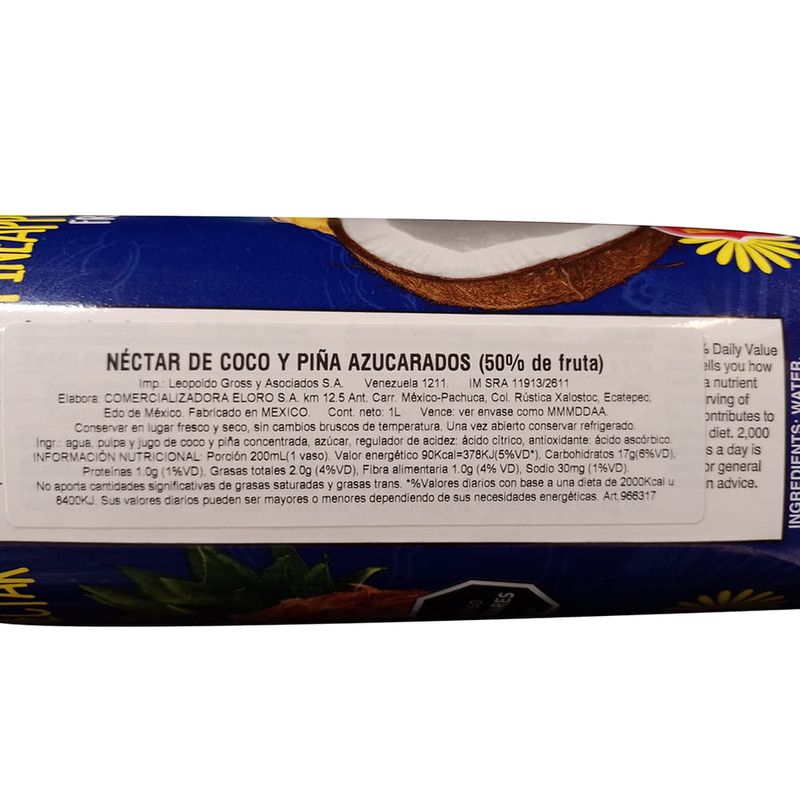 NÉCTAR DE COCO Y PIÑA AZUCARADOS (50% de fruta)
Imp.: Leopoldo Gross y Asociados S.A. Venezuela 1211. IM SRA 11913/2611
Elabora: COMERCIALIZADORA ELORO S.A. km 12.5 Ant. Carr. México-Pachuca, Col. Rústica Xalostoc, Ecatepec,
Edo de México. Fabricado en MEXICO. Cont. neto: 1L Vence: ver envase como MMMDDAA.
Conservar en lugar fresco y seco, sin cambios bruscos de temperatura. Una vez abierto conservar refrigerado.
Ingr.: agua, pulpa y jugo de coco y piña concentrada, azúcar, regulador de acidez: ácido cítrico, antioxidante: ácido ascórbico.
INFORMACIÓN NUTRICIONAL: Porción 200mL(1 vaso). Valor energético 90Kcal=378KJ(5%VD*), Carbohidratos 17g(6%VD),
Proteínas 1.0g (1%VD), Grasas totales 2.0g (4%VD), Fibra alimentaria 1.0g (4% VD), Sodio 30mg (1%VD).
No aporta cantidades significativas de grasas saturadas y grasas trans. *%Valores diarios con base a una dieta de 2000Kcal u
8400KJ. Sus valores diarios pueden ser mayores o menores dependiendo de sus necesidades energéticas. Art.966317
% Daily Value
ells you how
a nutrient
rving of
ontributes to
diet. 2,000
s a day is
or general
n advice.
INGREDIENTS: WATER,